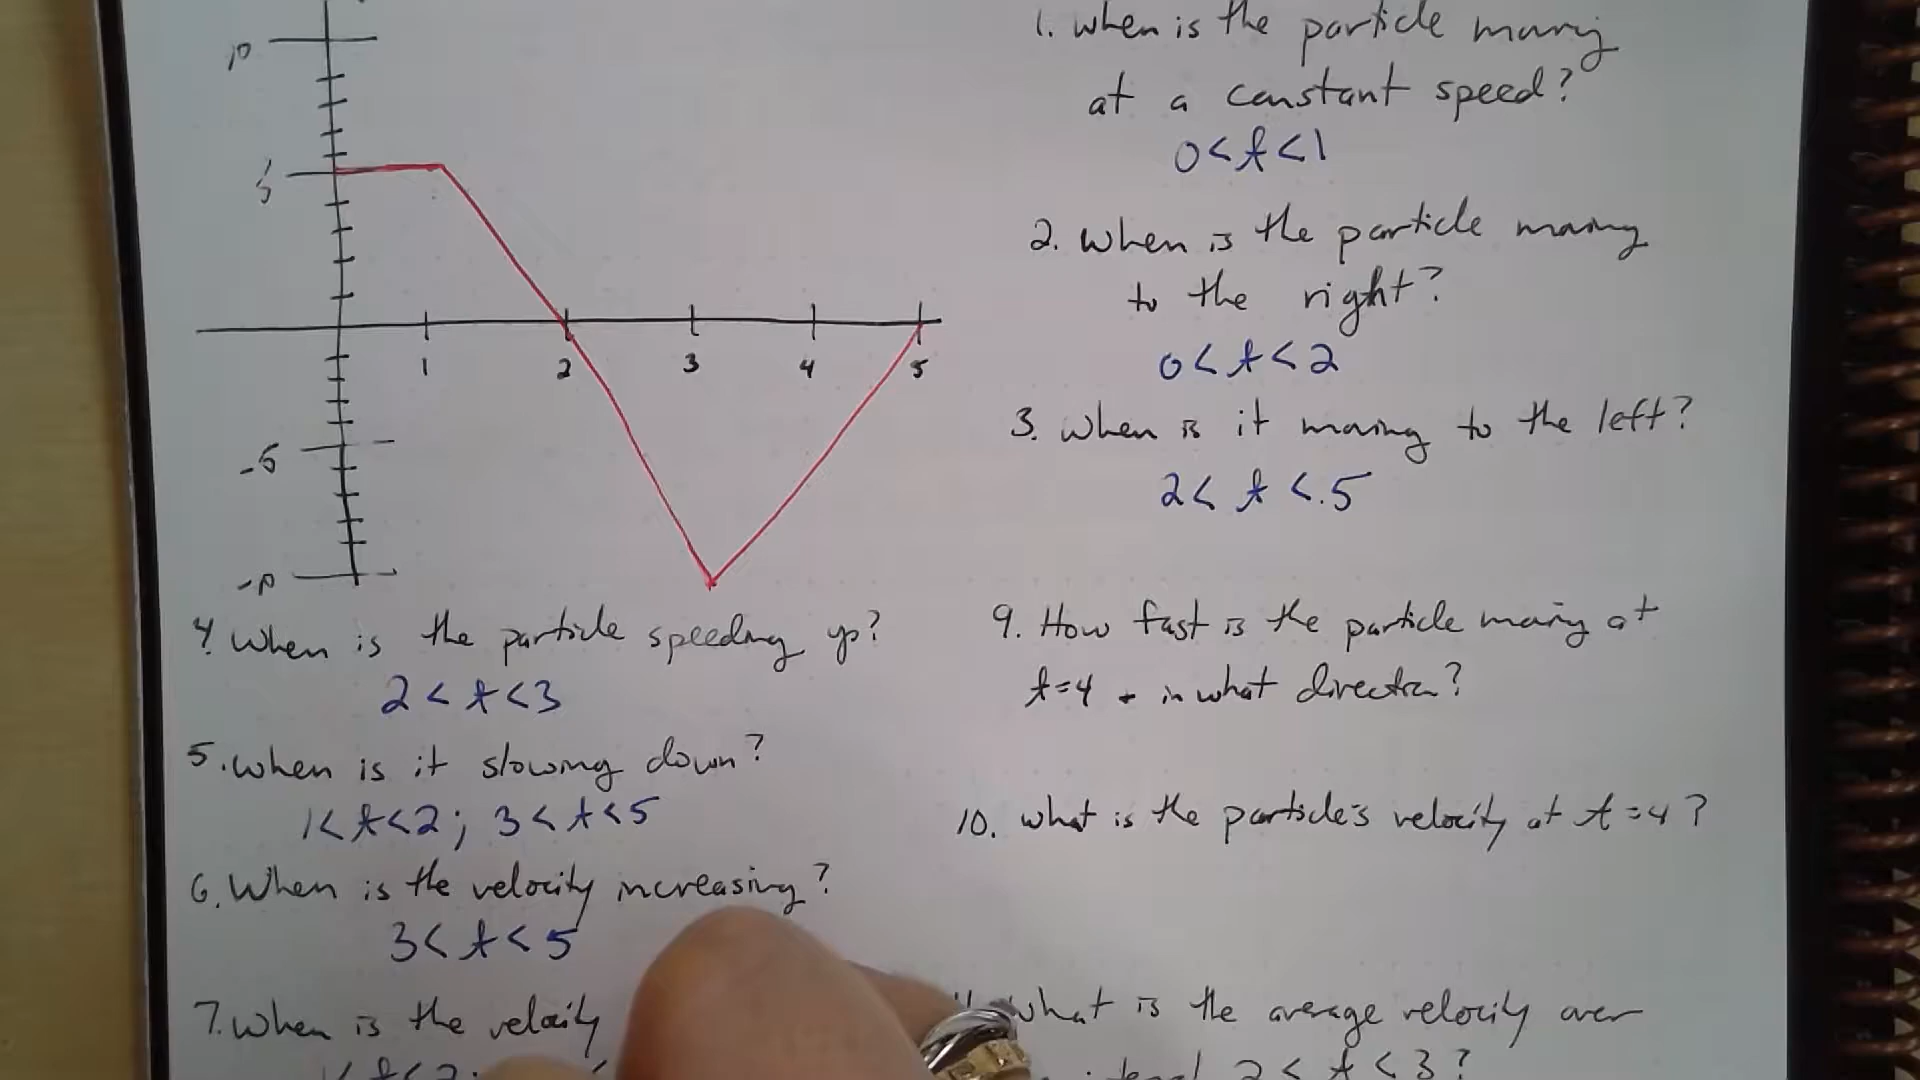 10
5
1
2
3
4
5
-5
-10
1. when is the particle moving
at a constant speed?
0<t<1
2. when is the particle moving
to the right?
0<t<2
3. when is it moving to the left?
2< t <.5
4. When is the particle speeding up?
2<t<3
5. when is it slowing down?
1<t<2; 3<t<5
6. When is the velocity increasing?
3<t<5
7. when is the velocity
1<t<2;
9. How fast is the particle moving at
t=4 + in what direction?
10. what is the particle's velocity at t=4?
what is the average velocity over
2<t<3?